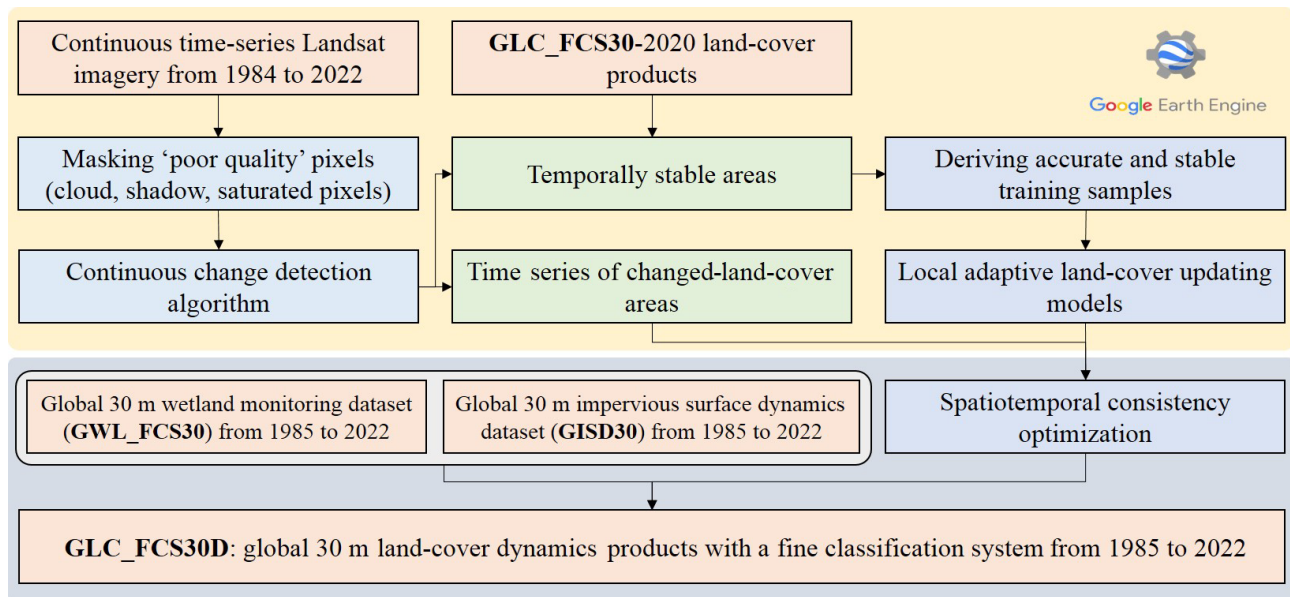 Continuous time-series Landsat
imagery from 1984 to 2022
GLC_FCS30-2020 land-cover
products
Google Earth Engine
Masking ‘poor quality’ pixels
(cloud, shadow, saturated pixels)
Temporally stable areas
Deriving accurate and stable
training samples
Continuous change detection
algorithm
Time series of changed-land-cover
areas
Local adaptive land-cover updating
models
Global 30 m wetland monitoring dataset
(GWL_FCS30) from 1985 to 2022
Global 30 m impervious surface dynamics
dataset (GISD30) from 1985 to 2022
Spatiotemporal consistency
optimization
GLC_FCS30D: global 30 m land-cover dynamics products with a fine classification system from 1985 to 2022